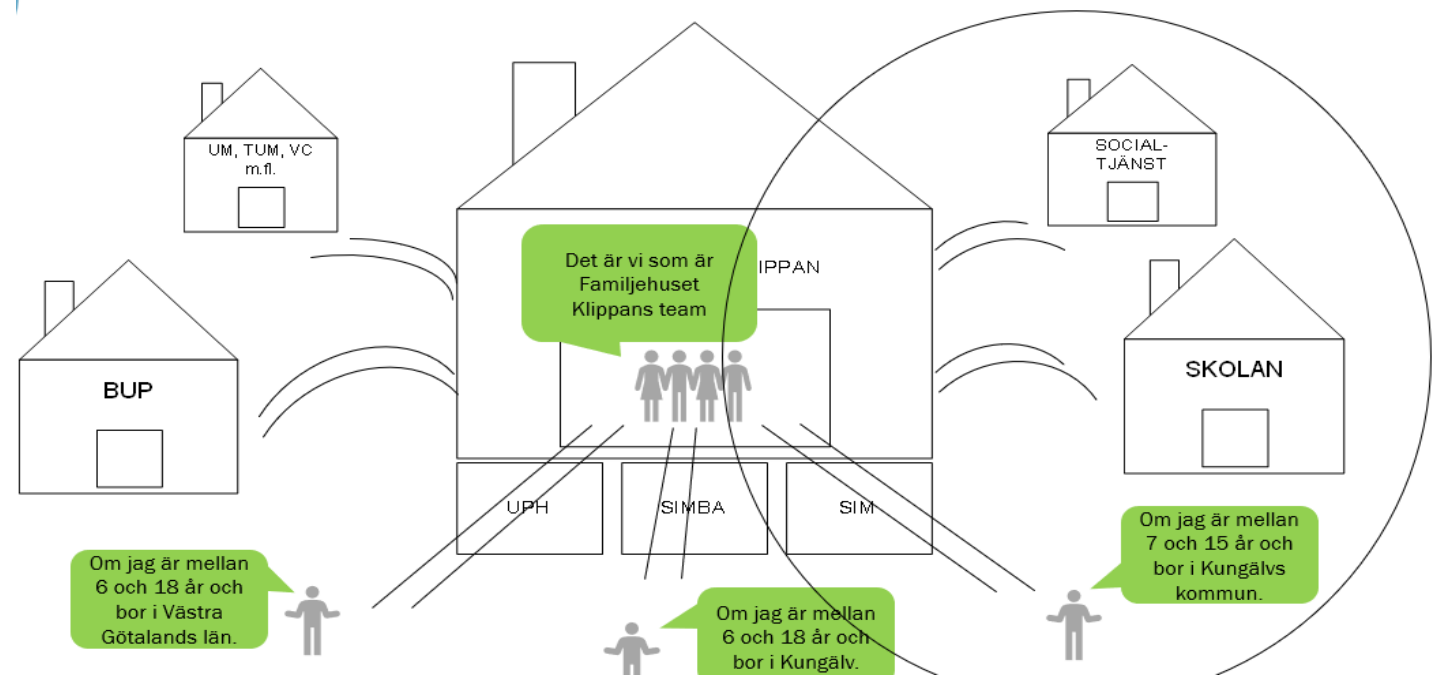 UM, TUM, VC
m.fl.
SOCIAL-
TJÄNST
Det är vi som är
Familjehuset
Klippans team
IPPAN
BUP
SKOLAN
UPH
SIMBA
SIM
Om jag är mellan
6 och 18 år och
bor i Västra
Götalands län.
Om jag är mellan
6 och 18 år och
bor i Kungälv.
Om jag är mellan
7 och 15 år och
bor i Kungälvs
kommun.